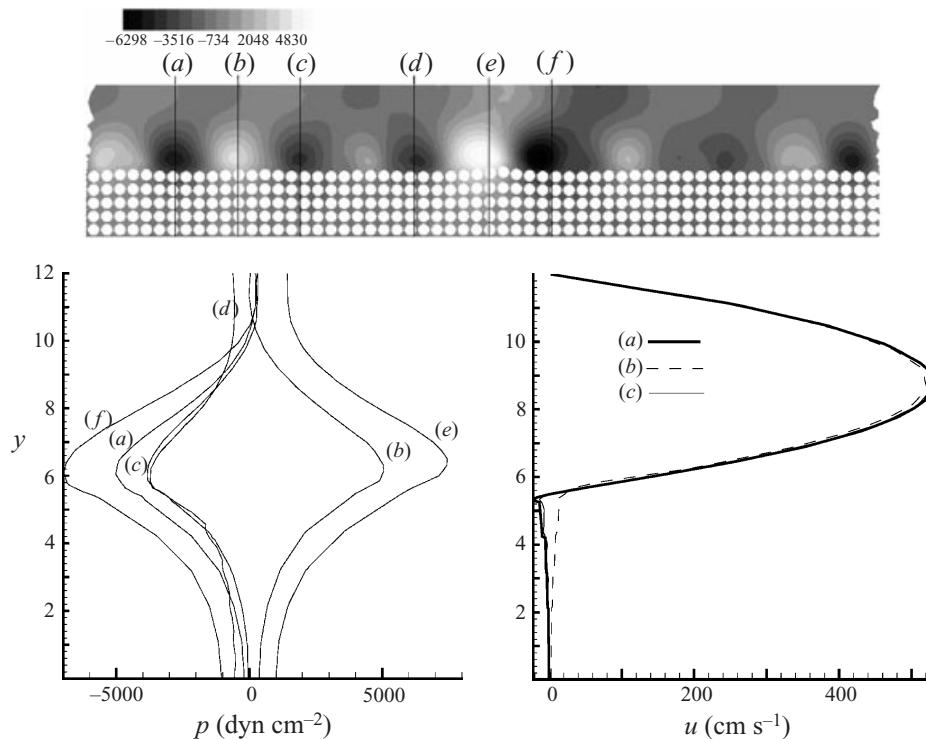 −6298 −3516 −734 2048 4830
(a) (b) (c) (d) (e) (f)
12
10
8
6
4
2
y
(d)
(f)
(a)
(c)
(b)
(e)
−5000 0 5000
p (dyn cm−2)
12
10
8
6
4
2
(a)
(b)
(c)
0 200 400
u (cm s−1)